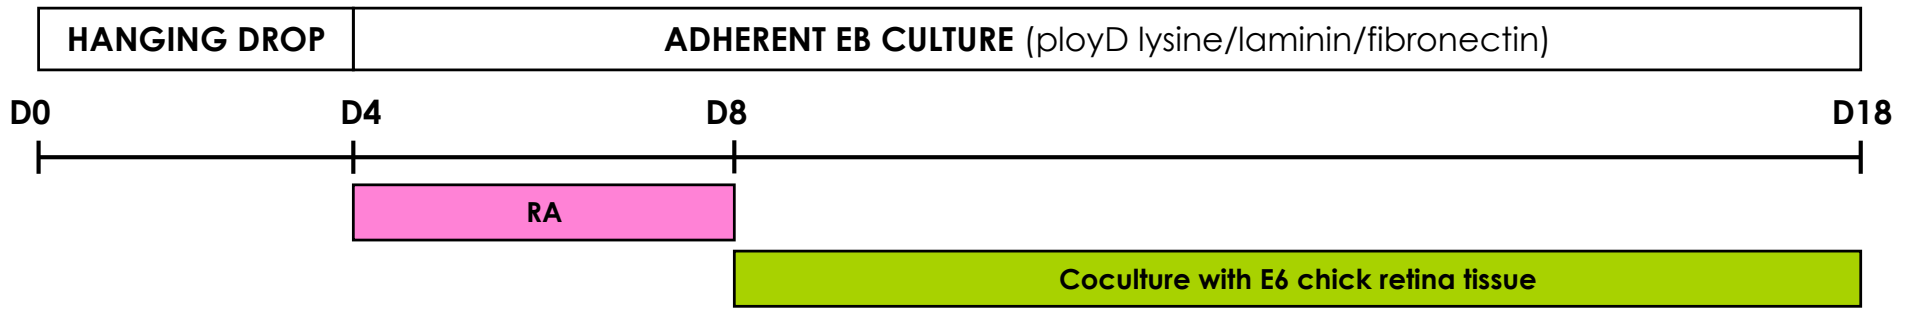 HANGING DROP
ADHERENT EB CULTURE (ployD lysine/laminin/fibronectin)
D0 D4 D8 D18
RA
Coculture with E6 chick retina tissue